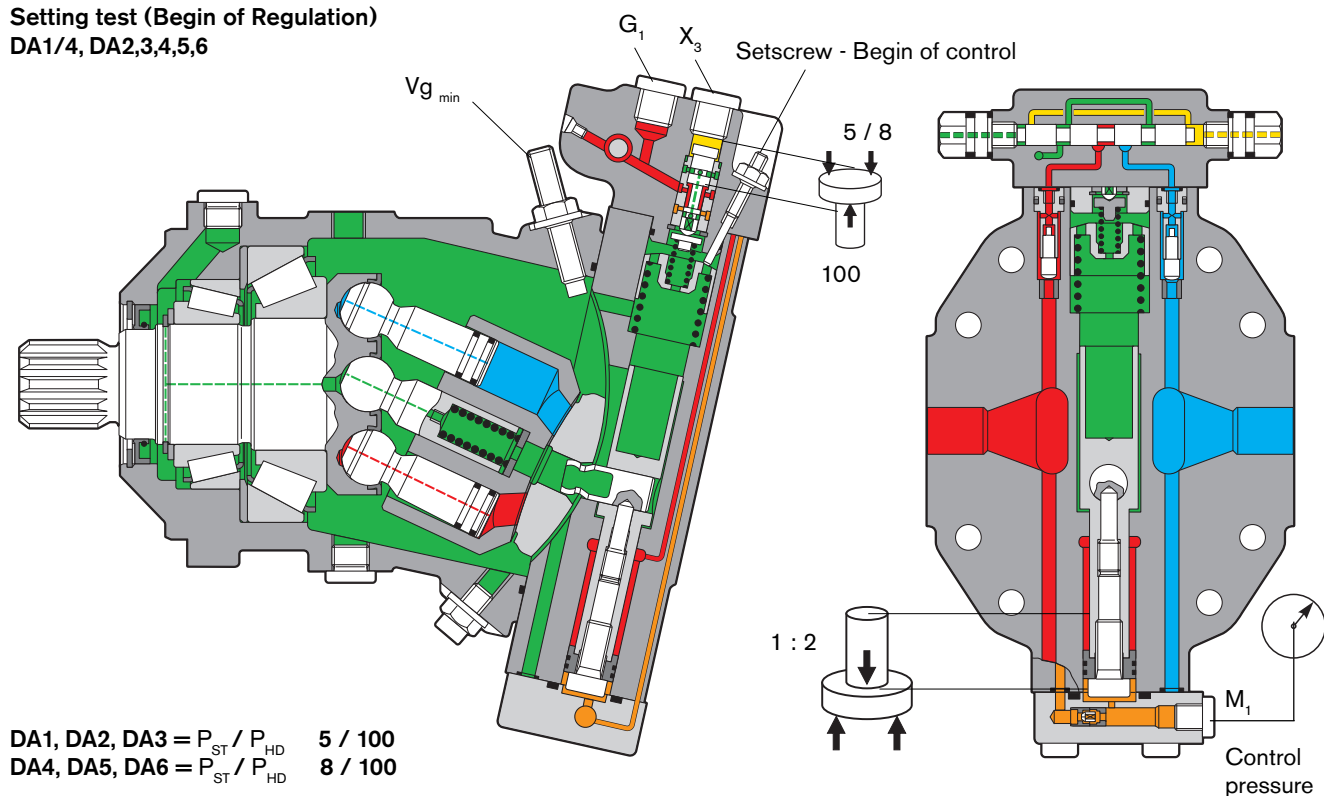 Setting test (Begin of Regulation)
DA1/4, DA2,3,4,5,6
G1
X3
Setscrew - Begin of control
Vg min
5 / 8
100
1 : 2
M1
Control
pressure
DA1, DA2, DA3 = PST / PHD 5 / 100
DA4, DA5, DA6 = PST / PHD 8 / 100